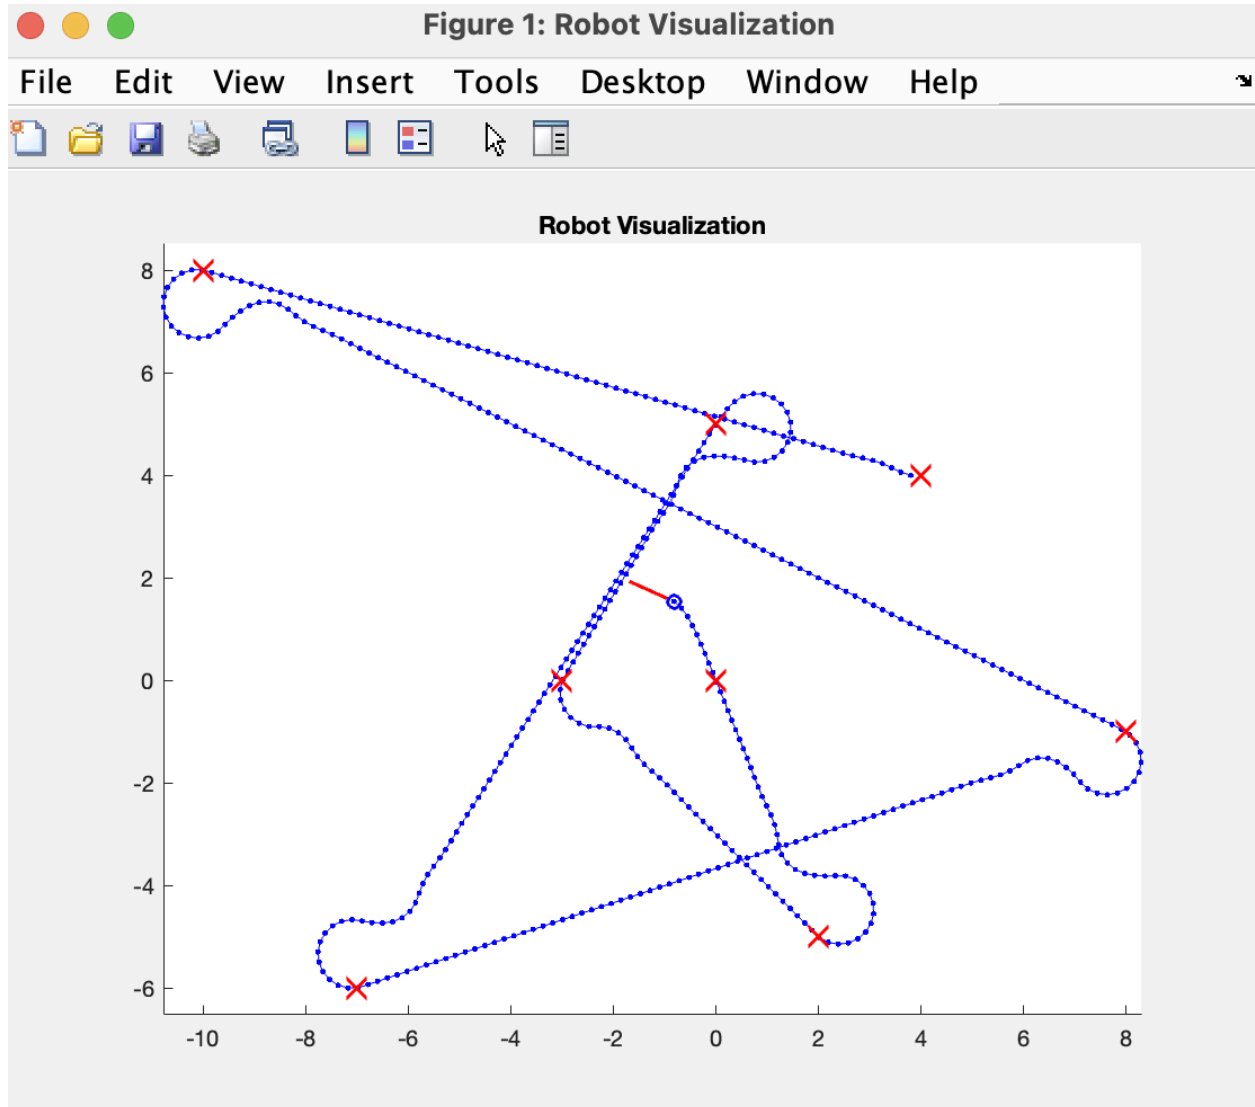 Figure 1: Robot Visualization
File Edit View Insert Tools Desktop Window Help
Robot Visualization
8
6
4
2
0
-2
-4
-6
-10 -8 -6 -4 -2 0 2 4 6 8